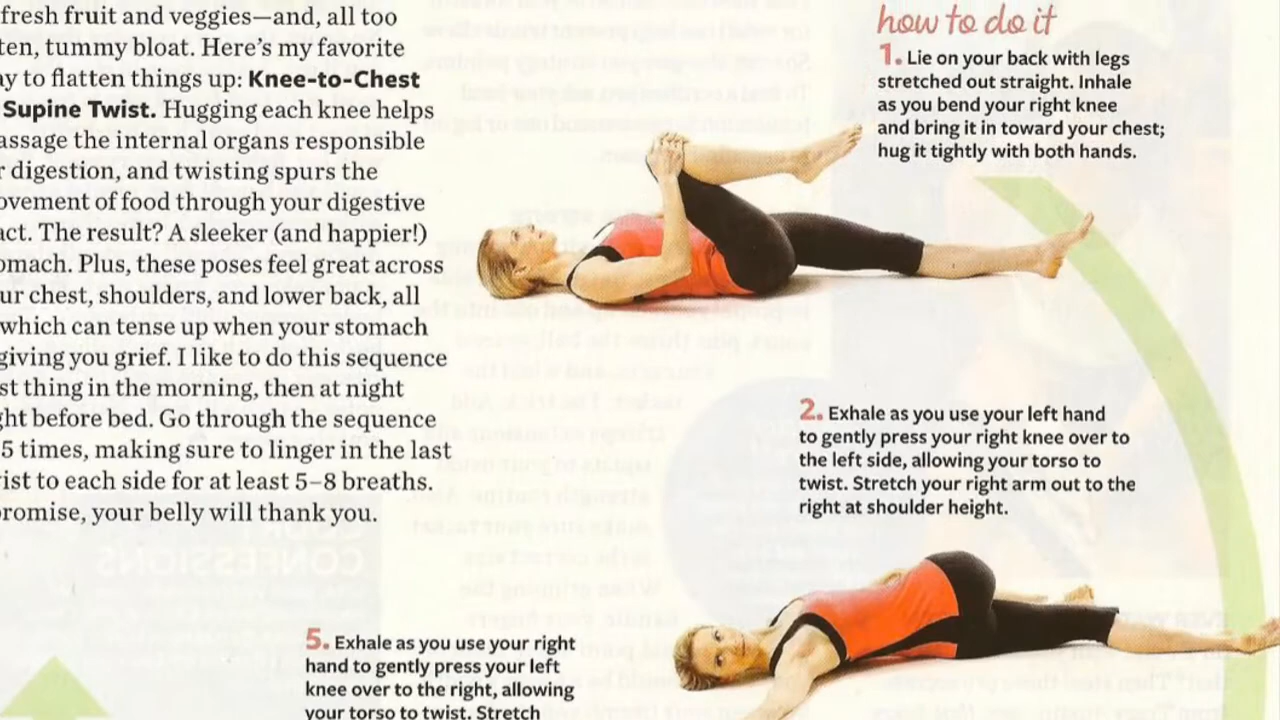 fresh fruit and veggies—and, all too
ten, tummy bloat. Here's my favorite
ay to flatten things up: Knee-to-Chest
Supine Twist. Hugging each knee helps
assage the internal organs responsible
r digestion, and twisting spurs the
ovement of food through your digestive
act. The result? A sleeker (and happier!)
omach. Plus, these poses feel great across
ur chest, shoulders, and lower back, all
which can tense up when your stomach
giving you grief. I like to do this sequence
st thing in the morning, then at night
ght before bed. Go through the sequence
5 times, making sure to linger in the last
ist to each side for at least 5–8 breaths.
promise, your belly will thank you.
how to do it
1. Lie on your back with legs
stretched out straight. Inhale
as you bend your right knee
and bring it in toward your chest;
hug it tightly with both hands.
2. Exhale as you use your left hand
to gently press your right knee over to
the left side, allowing your torso to
twist. Stretch your right arm out to the
right at shoulder height.
5. Exhale as you use your right
hand to gently press your left
knee over to the right, allowing
your torso to twist. Stretch